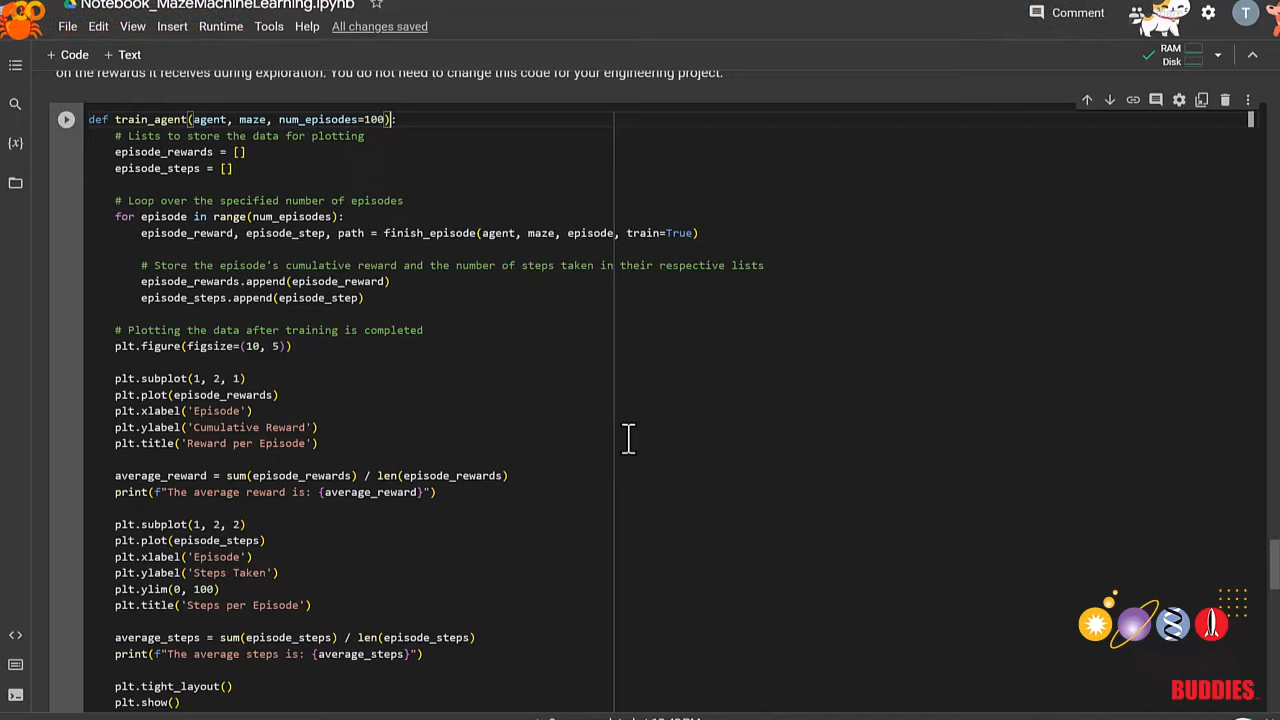 Notebook_MazeMachineLearning.ipynb
Comment
T
File Edit View Insert Runtime Tools Help All changes saved
+ Code + Text
RAM
Disk
on the rewards it receives during exploration. You do not need to change this code for your engineering project.
def train_agent(agent, maze, num_episodes=100):
# Lists to store the data for plotting
episode_rewards = []
episode_steps = []
# Loop over the specified number of episodes
for episode in range(num_episodes):
episode_reward, episode_step, path = finish_episode(agent, maze, episode, train=True)
# Store the episode's cumulative reward and the number of steps taken in their respective lists
episode_rewards.append(episode_reward)
episode_steps.append(episode_step)
# Plotting the data after training is completed
plt.figure(figsize=(10, 5))
plt.subplot(1, 2, 1)
plt.plot(episode_rewards)
plt.xlabel('Episode')
plt.ylabel('Cumulative Reward')
plt.title('Reward per Episode')
average_reward = sum(episode_rewards) / len(episode_rewards)
print(f"The average reward is: {average_reward}")
plt.subplot(1, 2, 2)
plt.plot(episode_steps)
plt.xlabel('Episode')
plt.ylabel('Steps Taken')
plt.ylim(0, 100)
plt.title('Steps per Episode')
average_steps = sum(episode_steps) / len(episode_steps)
print(f"The average steps is: {average_steps}")
plt.tight_layout()
plt.show()
BUDDIES